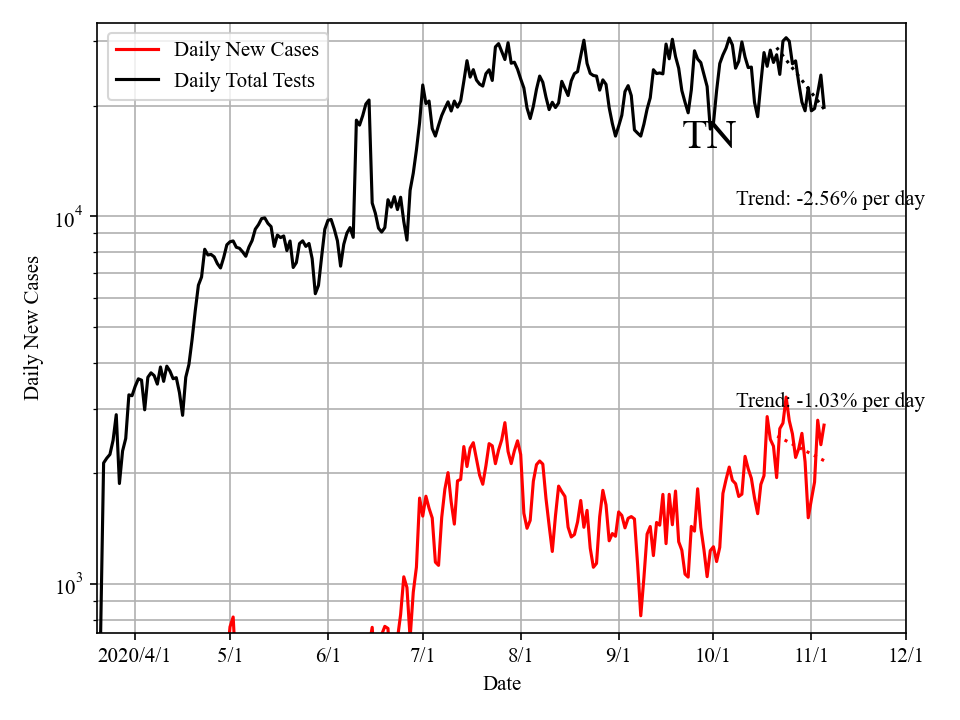 Daily New Cases
Daily Total Tests
TN
Trend: -2.56% per day
Trend: -1.03% per day
10^4
10^3
Daily New Cases
2020/4/1 5/1 6/1 7/1 8/1 9/1 10/1 11/1 12/1
Date